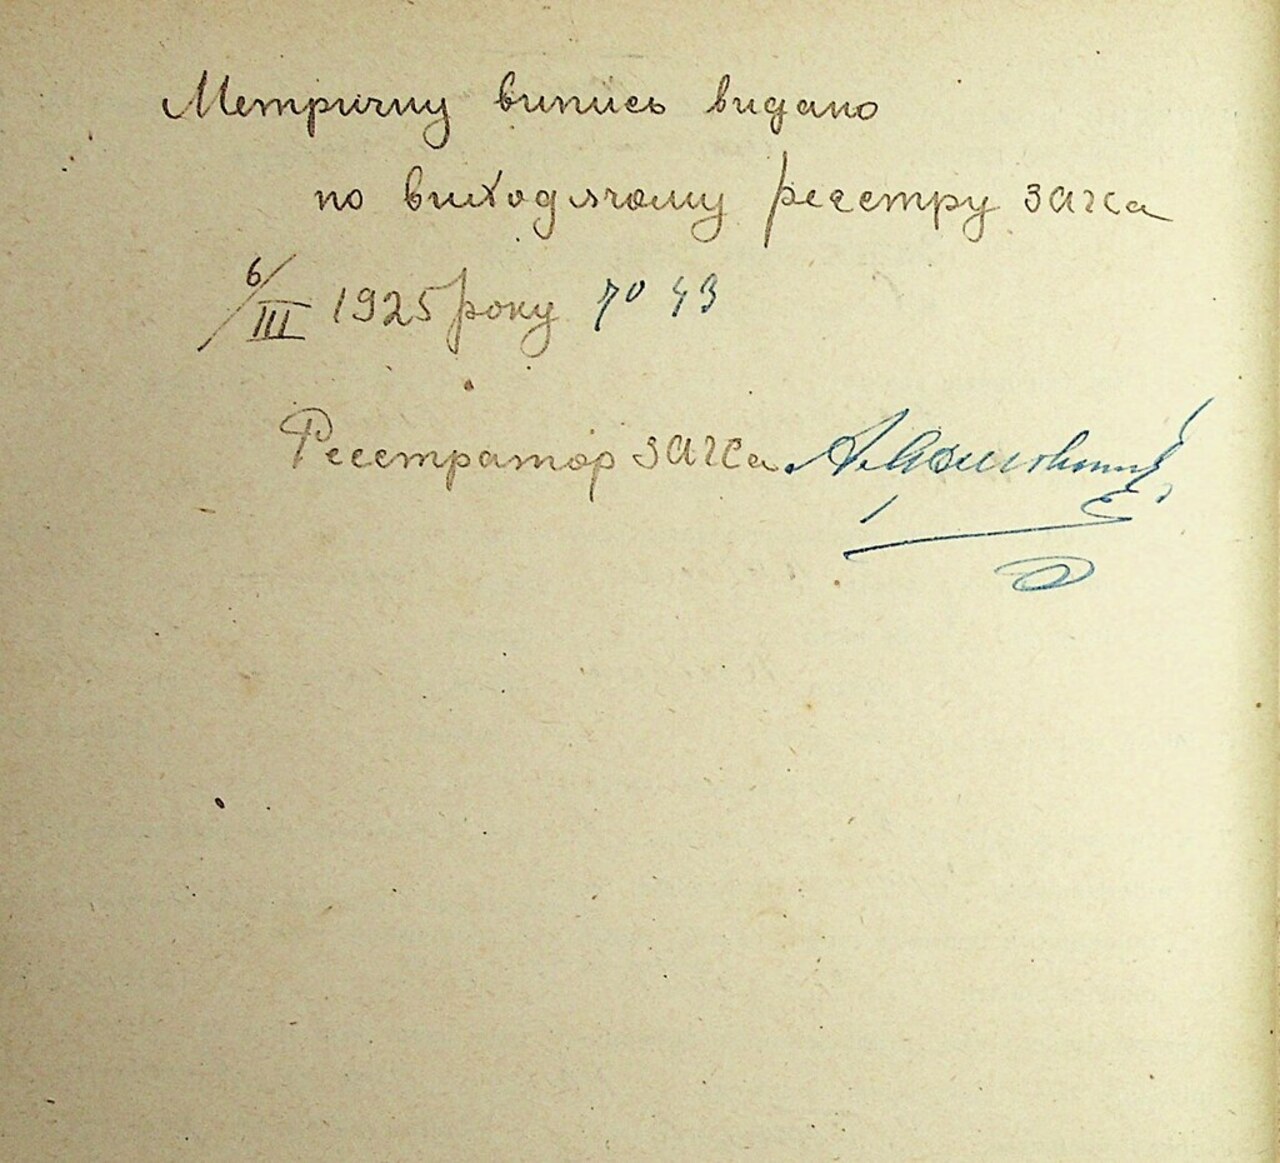 Метричну випись видано
по виходячому реєстру загса
6/III 1925 року № 43
Реєстратор загса А.